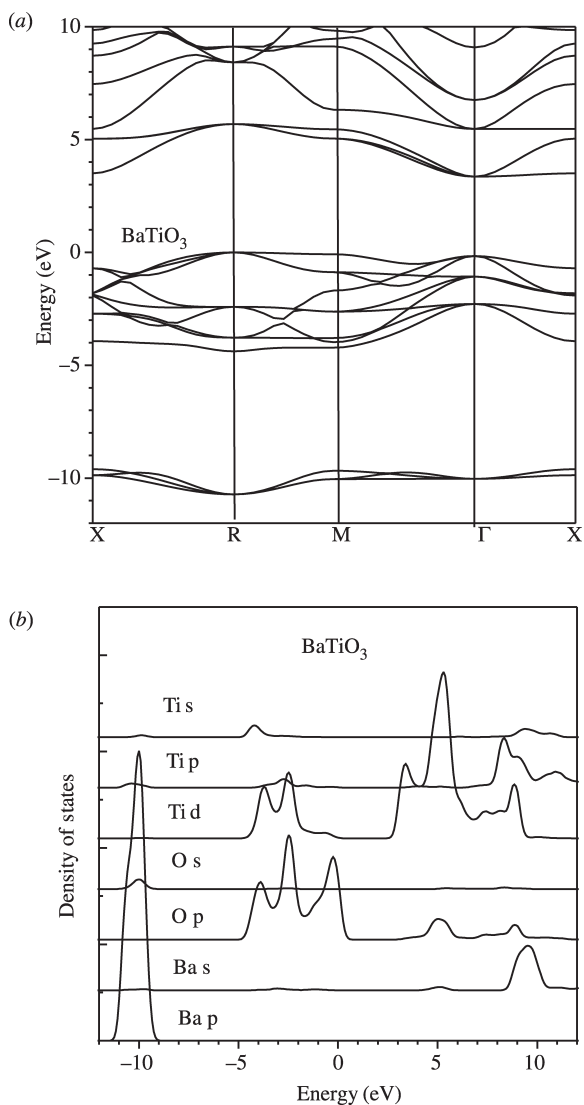 (a)
10
5
0
−5
−10
Energy (eV)
BaTiO3
X R M Γ X
(b)
BaTiO3
Ti s
Ti p
Ti d
O s
O p
Ba s
Ba p
Density of states
−10 −5 0 5 10
Energy (eV)